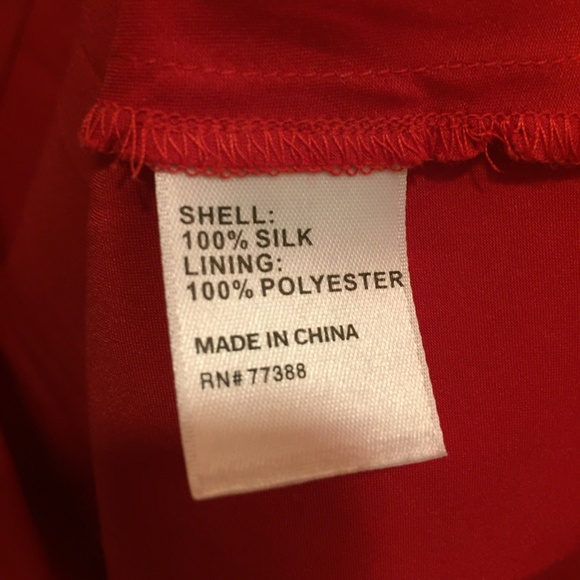 SHELL:
100% SILK
LINING:
100% POLYESTER
MADE IN CHINA
RN# 77388